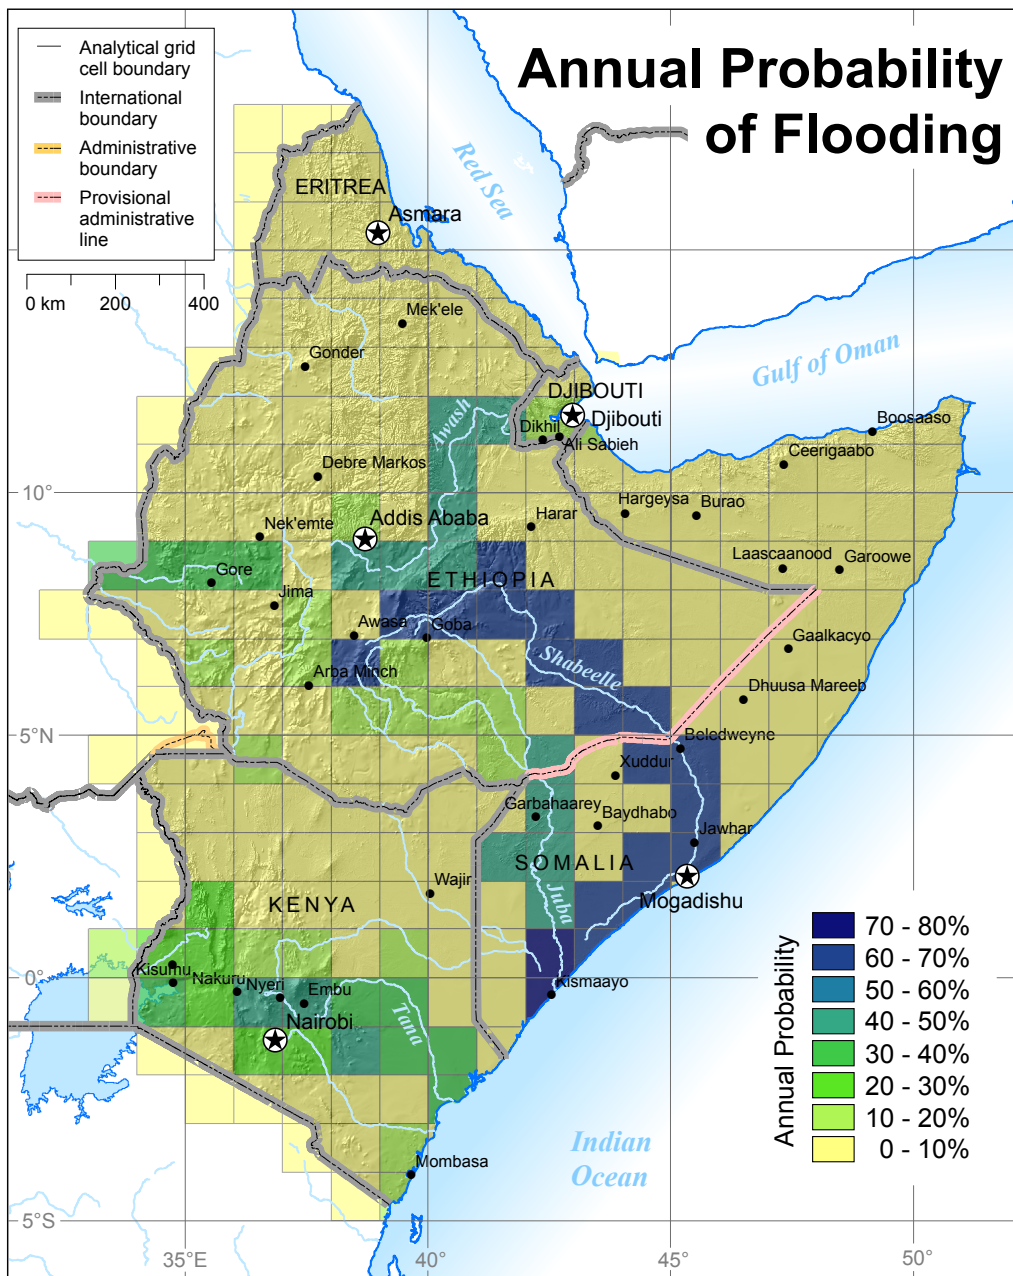 Annual Probability
of Flooding
Analytical grid
cell boundary
International
boundary
Administrative
boundary
Provisional
administrative
line
0 km 200 400
Red Sea
Gulf of Oman
Indian
Ocean
ERITREA
Asmara
Mek'ele
Gonder
DJIBOUTI
Djibouti
Dikhil
Ali Sabieh
Awash
Boosaaso
Ceerigaabo
Debre Markos
Hargeysa
Burao
Harar
Nek'emte
Addis Ababa
Laascaanood
Garoowe
Gore
ETHIOPIA
Jima
Awasa
Goba
Gaalkacyo
Arba Minch
Shabeelle
Dhuusa Mareeb
Beledweyne
Xuddur
Garbahaarey
Baydhabo
Jawhar
SOMALIA
Mogadishu
Wajir
KENYA
Juba
Kisumu
Nakuru
Nyeri
Embu
Kismaayo
Nairobi
Tana
Mombasa
10°
5°N
0°
5°S
35°E
40°
45°
50°
Annual Probability
70 - 80%
60 - 70%
50 - 60%
40 - 50%
30 - 40%
20 - 30%
10 - 20%
0 - 10%